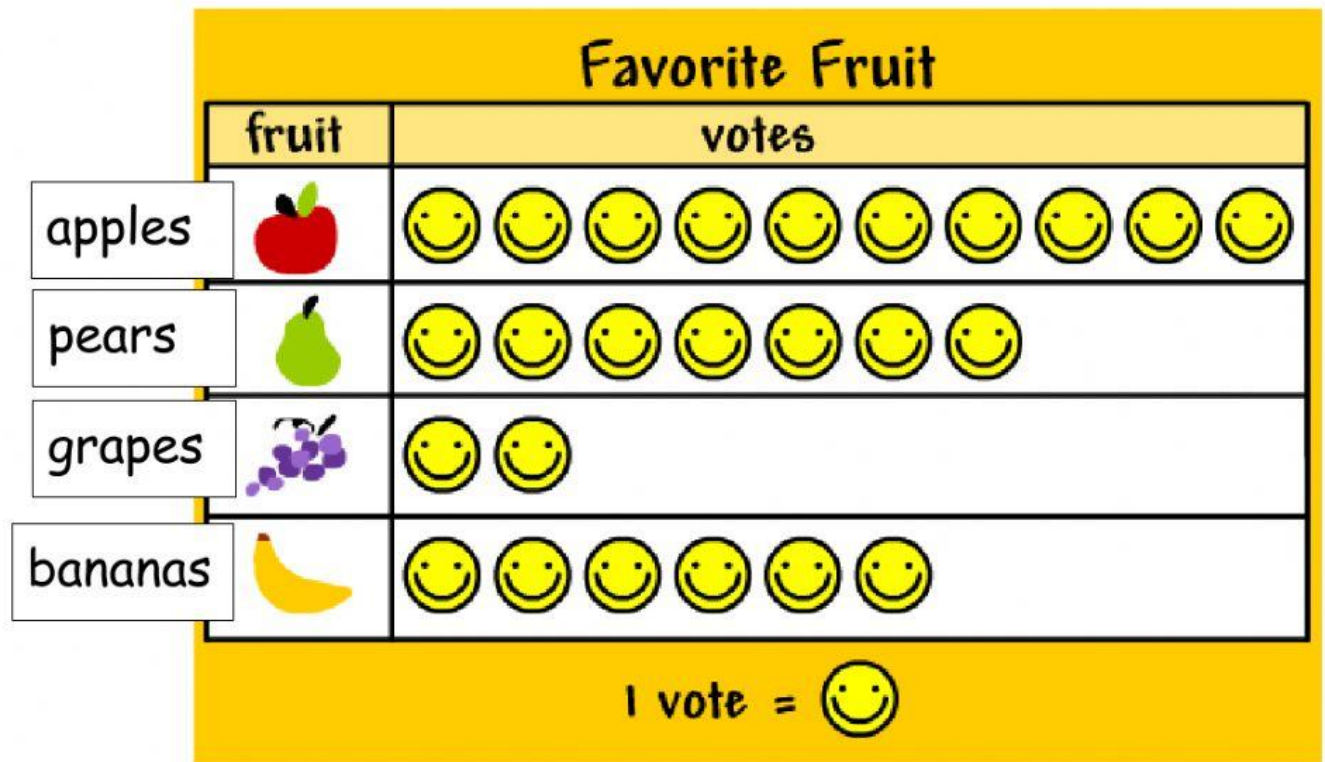 Favorite Fruit
fruit votes
apples
pears
grapes
bananas
1 vote =